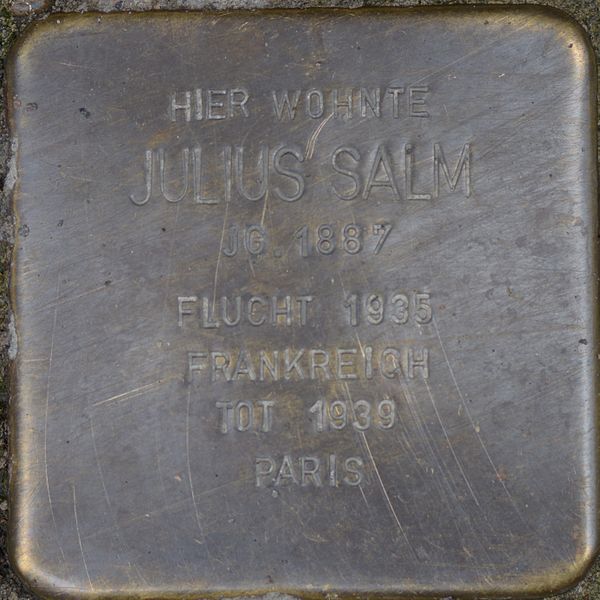 HIER WOHNTE
JULIUS SALM
JG. 1887
FLUCHT 1935
FRANKREICH
TOT 1939
PARIS